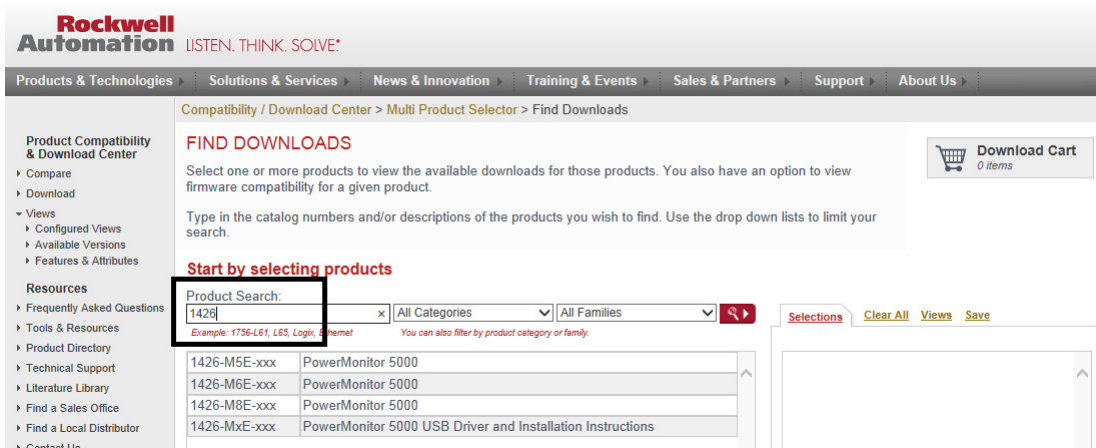 Rockwell
Automation LISTEN. THINK. SOLVE.®
Products & Technologies Solutions & Services News & Innovation Training & Events Sales & Partners Support About Us
Compatibility / Download Center > Multi Product Selector > Find Downloads
Product Compatibility
& Download Center
Compare
Download
Views
Configured Views
Available Versions
Features & Attributes
Resources
Frequently Asked Questions
Tools & Resources
Product Directory
Technical Support
Literature Library
Find a Sales Office
Find a Local Distributor
Contact Us
FIND DOWNLOADS
Select one or more products to view the available downloads for those products. You also have an option to view
firmware compatibility for a given product.
Type in the catalog numbers and/or descriptions of the products you wish to find. Use the drop down lists to limit your
search.
Download Cart
0 items
Start by selecting products
Product Search:
1426 × All Categories All Families
Example: 1756-L61, L65, Logix, Ethernet You can also filter by product category or family.
1426-M5E-xxx PowerMonitor 5000
1426-M6E-xxx PowerMonitor 5000
1426-M8E-xxx PowerMonitor 5000
1426-MxE-xxx PowerMonitor 5000 USB Driver and Installation Instructions
Selections Clear All Views Save